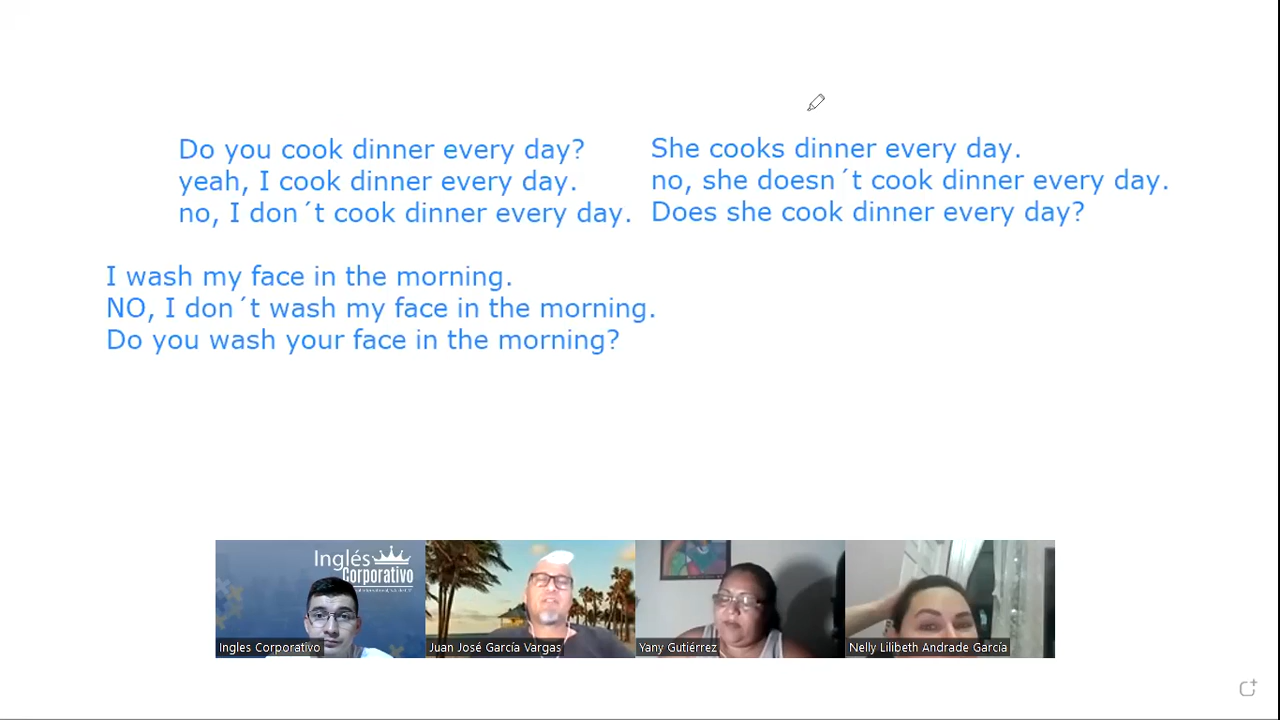 Do you cook dinner every day?
yeah, I cook dinner every day.
no, I don´t cook dinner every day.
She cooks dinner every day.
no, she doesn´t cook dinner every day.
Does she cook dinner every day?
I wash my face in the morning.
NO, I don´t wash my face in the morning.
Do you wash your face in the morning?
Inglés
Corporativo
Ingles Corporativo
Juan José García Vargas
Yany Gutiérrez
Nelly Lilibeth Andrade García